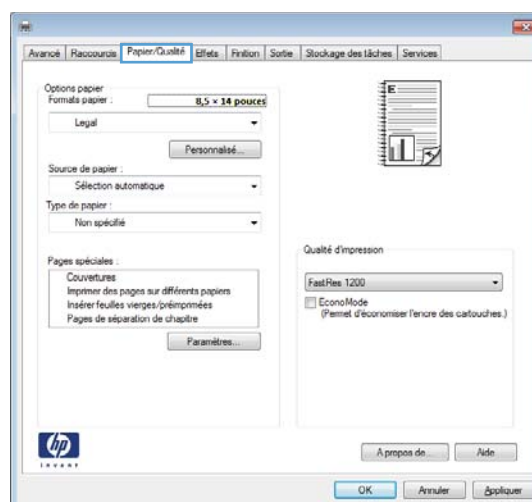 Avancé Raccourcis Papier/Qualité Effets Finition Sortie Stockage des tâches Services
Options papier
Formats papier : 8,5 × 14 pouces
Legal
Personnalisé...
Source de papier :
Sélection automatique
Type de papier :
Non spécifié
Pages spéciales :
Couvertures
Imprimer des pages sur différents papiers
Insérer feuilles vierges/préimprimées
Pages de séparation de chapitre
Paramètres...
E
Qualité d'impression
FastRes 1200
EconoMode
(Permet d'économiser l'encre des cartouches.)
hp
invent
A propos de... Aide
OK Annuler Appliquer